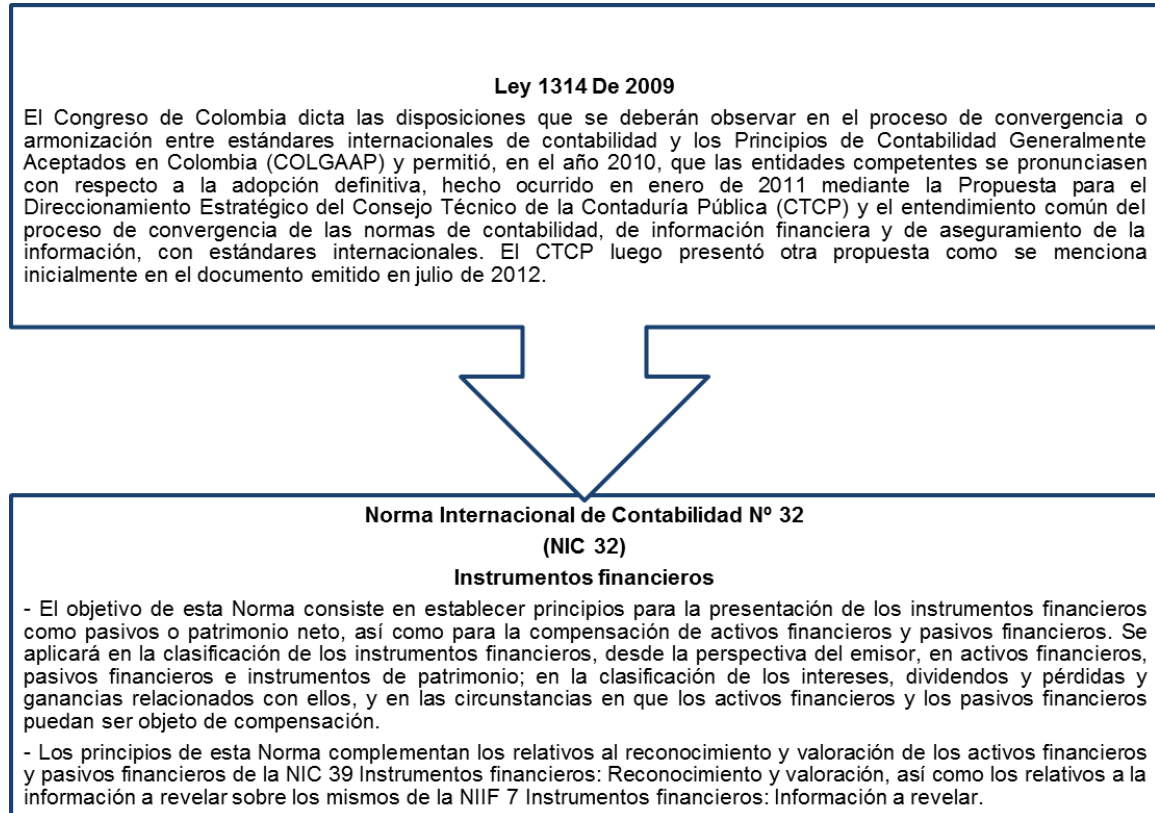 Ley 1314 De 2009
El Congreso de Colombia dicta las disposiciones que se deberán observar en el proceso de convergencia o
armonización entre estándares internacionales de contabilidad y los Principios de Contabilidad Generalmente
Aceptados en Colombia (COLGAAP) y permitió, en el año 2010, que las entidades competentes se pronunciasen
con respecto a la adopción definitiva, hecho ocurrido en enero de 2011 mediante la Propuesta para el
Direccionamiento Estratégico del Consejo Técnico de la Contaduría Pública (CTCP) y el entendimiento común del
proceso de convergencia de las normas de contabilidad, de información financiera y de aseguramiento de la
información, con estándares internacionales. El CTCP luego presentó otra propuesta como se menciona
inicialmente en el documento emitido en julio de 2012.
Norma Internacional de Contabilidad Nº 32
(NIC 32)
Instrumentos financieros
- El objetivo de esta Norma consiste en establecer principios para la presentación de los instrumentos financieros
como pasivos o patrimonio neto, así como para la compensación de activos financieros y pasivos financieros. Se
aplicará en la clasificación de los instrumentos financieros, desde la perspectiva del emisor, en activos financieros,
pasivos financieros e instrumentos de patrimonio; en la clasificación de los intereses, dividendos y pérdidas y
ganancias relacionados con ellos, y en las circunstancias en que los activos financieros y los pasivos financieros
puedan ser objeto de compensación.
- Los principios de esta Norma complementan los relativos al reconocimiento y valoración de los activos financieros
y pasivos financieros de la NIC 39 Instrumentos financieros: Reconocimiento y valoración, así como los relativos a la
información a revelar sobre los mismos de la NIIF 7 Instrumentos financieros: Información a revelar.